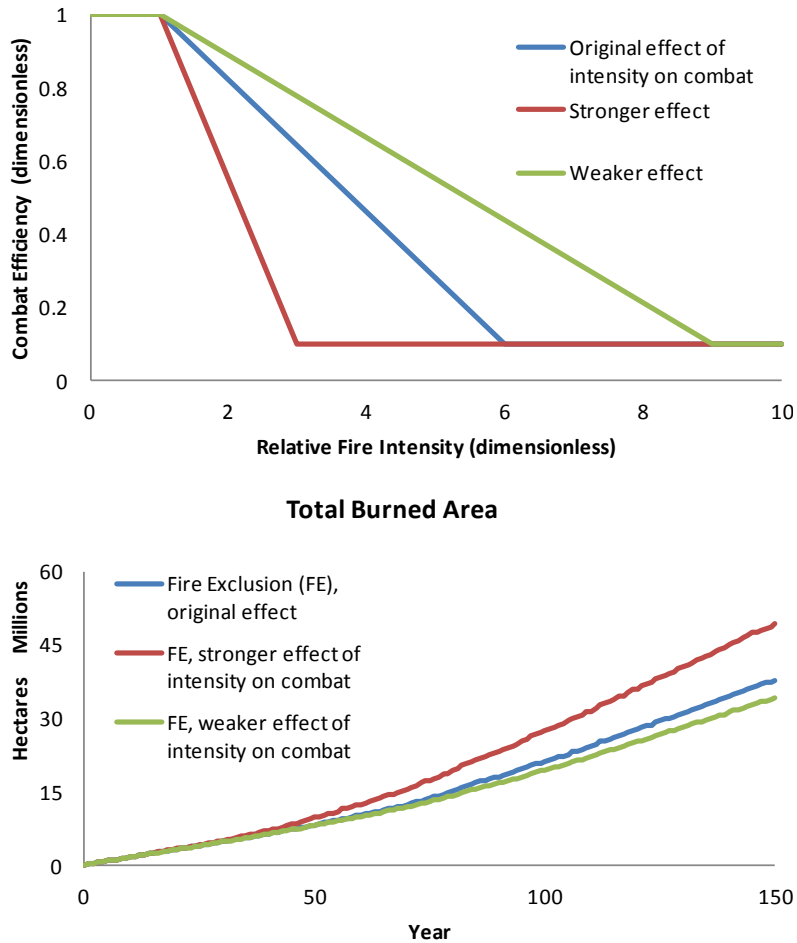 Combat Efficiency (dimensionless)
1
0.8
0.6
0.4
0.2
0
0 2 4 6 8 10
Relative Fire Intensity (dimensionless)
Original effect of
intensity on combat
Stronger effect
Weaker effect
Total Burned Area
Hectares Millions
60
45
30
15
0
0 50 100 150
Year
Fire Exclusion (FE),
original effect
FE, stronger effect of
intensity on combat
FE, weaker effect of
intensity on combat